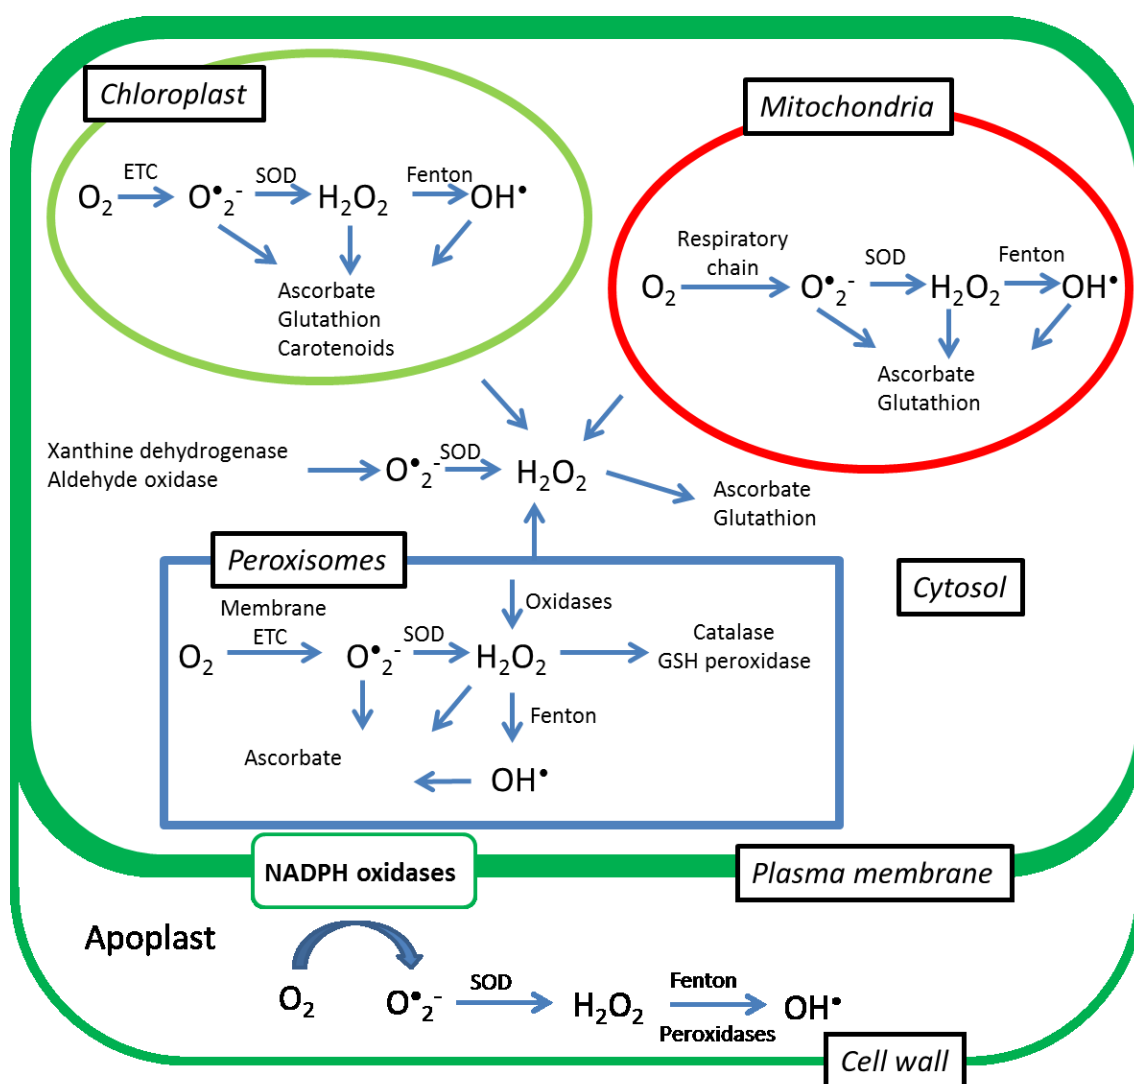 Chloroplast
ETC
SOD
Fenton
O₂
O•₂⁻
H₂O₂
OH•
Ascorbate
Glutathion
Carotenoids
Mitochondria
Respiratory
chain
SOD
Fenton
O₂
O•₂⁻
H₂O₂
OH•
Ascorbate
Glutathion
Xanthine dehydrogenase
Aldehyde oxidase
O•₂⁻
SOD
H₂O₂
Ascorbate
Glutathion
Cytosol
Peroxisomes
Membrane
ETC
SOD
Oxidases
O₂
O•₂⁻
H₂O₂
Catalase
GSH peroxidase
Fenton
Ascorbate
OH•
NADPH oxidases
Plasma membrane
Apoplast
O₂
O•₂⁻
SOD
H₂O₂
Fenton
Peroxidases
OH•
Cell wall